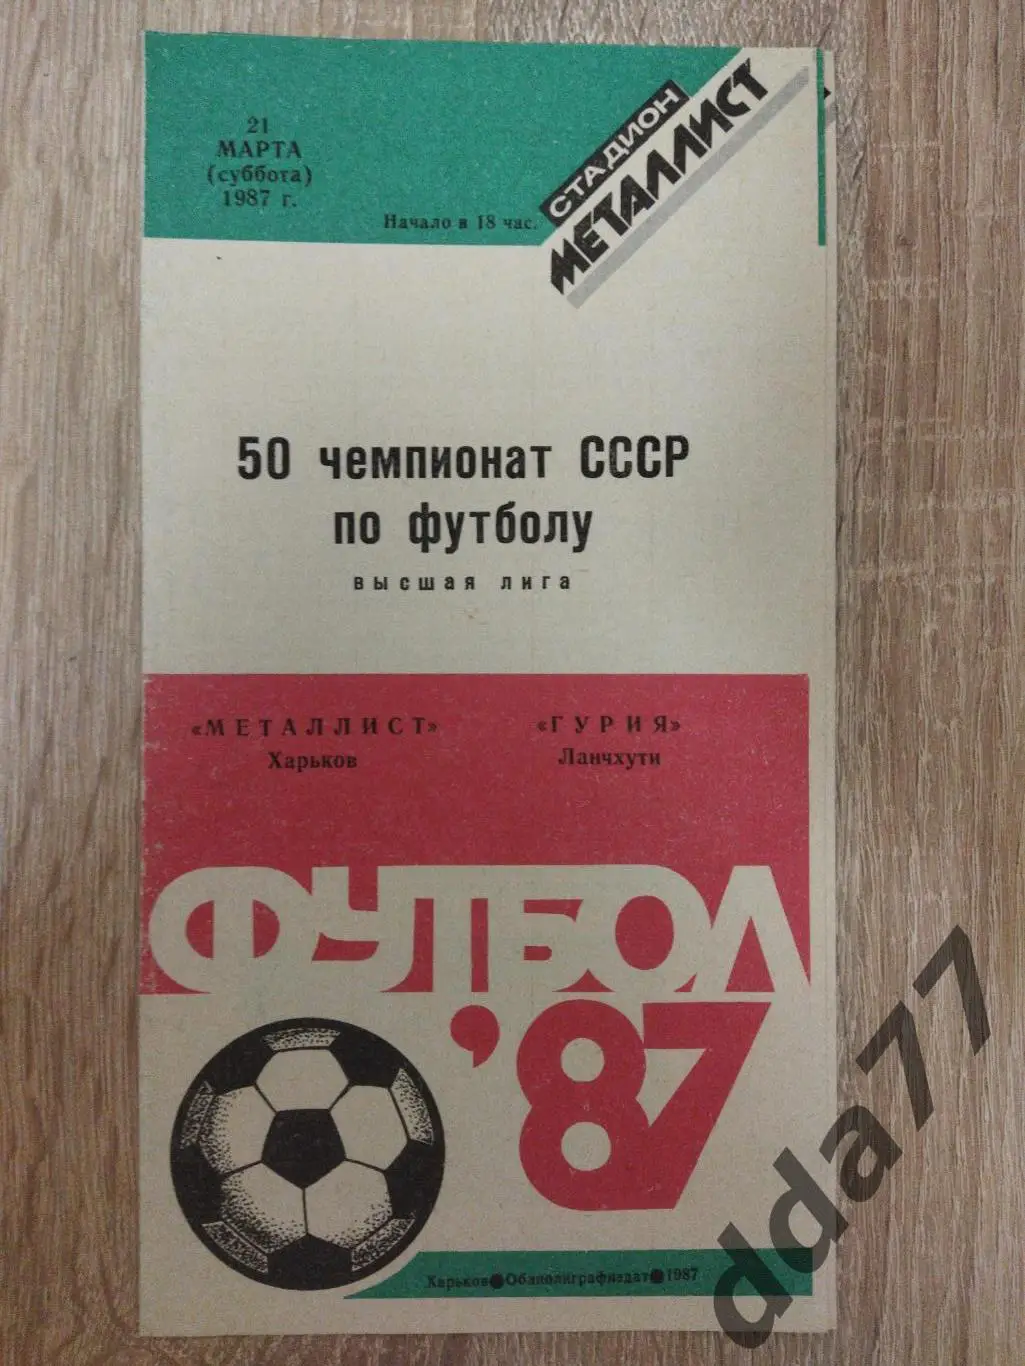 21
МАРТА
(суббота)
1987 г.
Начало в 18 час.
СТАДИОН
МЕТАЛЛИСТ
50 чемпионат СССР
по футболу
высшая лига
«МЕТАЛЛИСТ»
Харьков
«ГУРИЯ»
Ланчхути
ФУТБОЛ
'87
Харьков●Обаполиграфиздат●1987
dda77